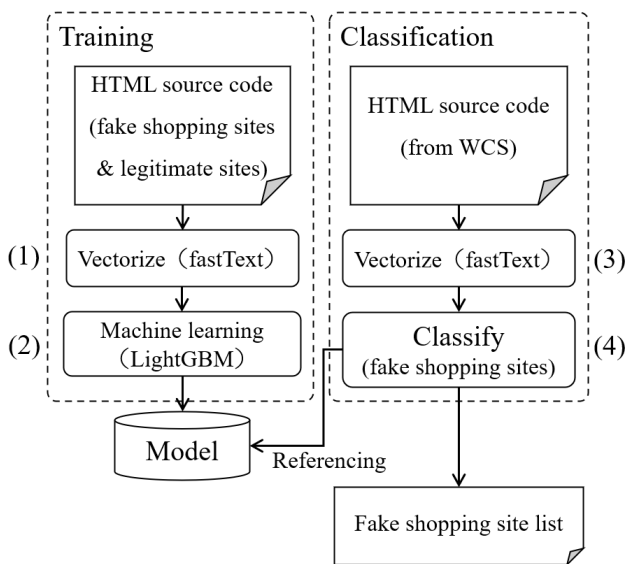 Training
HTML source code
(fake shopping sites
& legitimate sites)
(1)
Vectorize（fastText）
(2)
Machine learning
（LightGBM）
Model
Classification
HTML source code
(from WCS)
Vectorize（fastText）
(3)
Classify
(fake shopping sites)
(4)
Referencing
Fake shopping site list